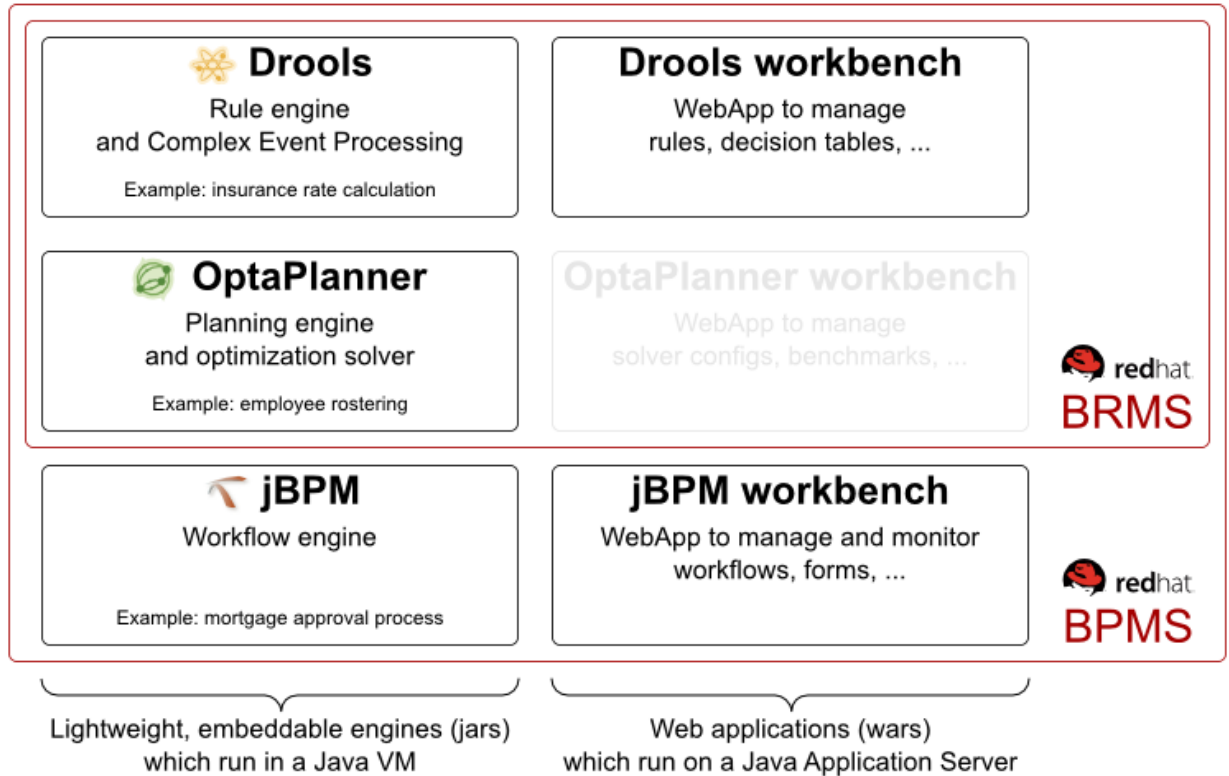 Drools
Rule engine
and Complex Event Processing
Example: insurance rate calculation
Drools workbench
WebApp to manage
rules, decision tables, ...
OptaPlanner
Planning engine
and optimization solver
Example: employee rostering
OptaPlanner workbench
WebApp to manage
solver configs, benchmarks, ...
redhat.
BRMS
jBPM
Workflow engine
Example: mortgage approval process
jBPM workbench
WebApp to manage and monitor
workflows, forms, ...
redhat.
BPMS
Lightweight, embeddable engines (jars)
which run in a Java VM
Web applications (wars)
which run on a Java Application Server